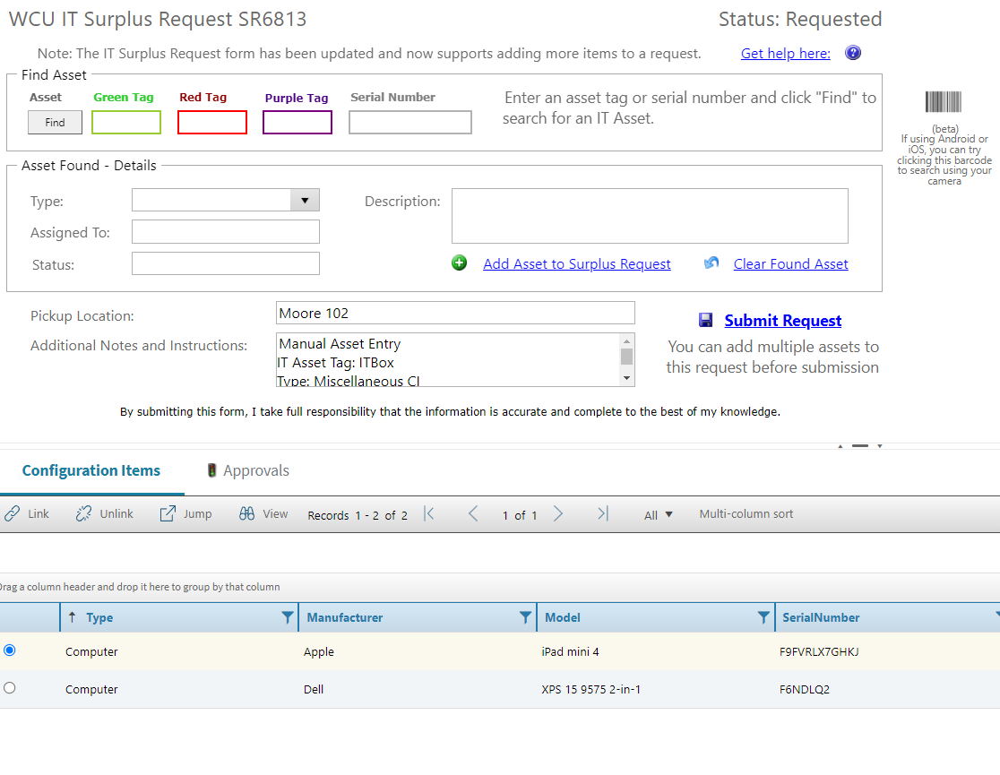 WCU IT Surplus Request SR6813
Status: Requested
Note: The IT Surplus Request form has been updated and now supports adding more items to a request.
Get help here:
?
Find Asset
Asset
Green Tag
Red Tag
Purple Tag
Serial Number
Find
Enter an asset tag or serial number and click "Find" to
search for an IT Asset.
(beta)
If using Android or
iOS, you can try
clicking this barcode
to search using your
camera
Asset Found - Details
Type:
Description:
Assigned To:
Status:
Add Asset to Surplus Request
Clear Found Asset
Pickup Location:
Moore 102
Submit Request
Additional Notes and Instructions:
Manual Asset Entry
IT Asset Tag: ITBox
Type: Miscellaneous CI
You can add multiple assets to
this request before submission
By submitting this form, I take full responsibility that the information is accurate and complete to the best of my knowledge.
Configuration Items
Approvals
Link
Unlink
Jump
View
Records 1 - 2 of 2
1 of 1
All
Multi-column sort
Drag a column header and drop it here to group by that column
Type
Manufacturer
Model
SerialNumber
Computer
Apple
iPad mini 4
F9FVRLX7GHKJ
Computer
Dell
XPS 15 9575 2-in-1
F6NDLQ2